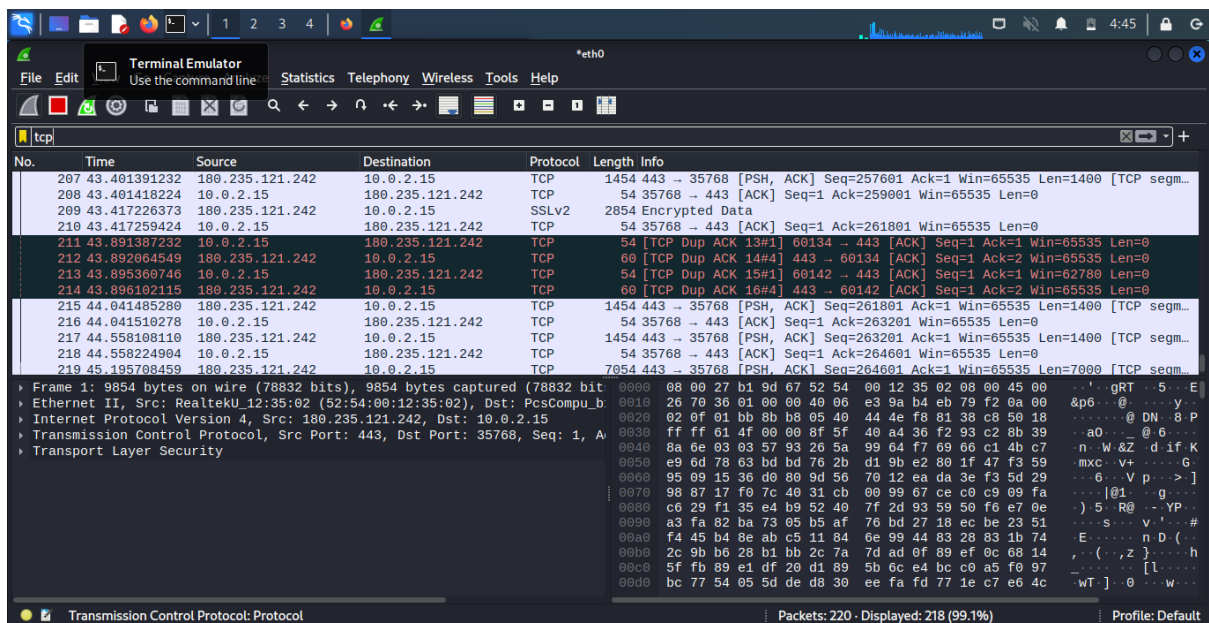 1 2 3 4 4:45
*eth0
Terminal Emulator
Use the command line
File Edit Statistics Telephony Wireless Tools Help
tcp
No. Time Source Destination Protocol Length Info
207 43.401391232 180.235.121.242 10.0.2.15 TCP 1454 443 → 35768 [PSH, ACK] Seq=257601 Ack=1 Win=65535 Len=1400 [TCP segm…
208 43.401418224 10.0.2.15 180.235.121.242 TCP 54 35768 → 443 [ACK] Seq=1 Ack=259001 Win=65535 Len=0
209 43.417226373 180.235.121.242 10.0.2.15 SSLv2 2854 Encrypted Data
210 43.417259424 10.0.2.15 180.235.121.242 TCP 54 35768 → 443 [ACK] Seq=1 Ack=261801 Win=65535 Len=0
211 43.891387232 10.0.2.15 180.235.121.242 TCP 54 [TCP Dup ACK 13#1] 60134 → 443 [ACK] Seq=1 Ack=1 Win=65535 Len=0
212 43.892064549 180.235.121.242 10.0.2.15 TCP 60 [TCP Dup ACK 14#4] 443 → 60134 [ACK] Seq=1 Ack=2 Win=65535 Len=0
213 43.895360746 10.0.2.15 180.235.121.242 TCP 54 [TCP Dup ACK 15#1] 60142 → 443 [ACK] Seq=1 Ack=1 Win=62780 Len=0
214 43.896102115 180.235.121.242 10.0.2.15 TCP 60 [TCP Dup ACK 16#4] 443 → 60142 [ACK] Seq=1 Ack=2 Win=65535 Len=0
215 44.041485280 180.235.121.242 10.0.2.15 TCP 1454 443 → 35768 [PSH, ACK] Seq=261801 Ack=1 Win=65535 Len=1400 [TCP segm…
216 44.041510278 10.0.2.15 180.235.121.242 TCP 54 35768 → 443 [ACK] Seq=1 Ack=263201 Win=65535 Len=0
217 44.558108110 180.235.121.242 10.0.2.15 TCP 1454 443 → 35768 [PSH, ACK] Seq=263201 Ack=1 Win=65535 Len=1400 [TCP segm…
218 44.558224904 10.0.2.15 180.235.121.242 TCP 54 35768 → 443 [ACK] Seq=1 Ack=264601 Win=65535 Len=0
219 45.195708459 180.235.121.242 10.0.2.15 TCP 7054 443 → 35768 [PSH, ACK] Seq=264601 Ack=1 Win=65535 Len=7000 [TCP segm…
Frame 1: 9854 bytes on wire (78832 bits), 9854 bytes captured (78832 bit
Ethernet II, Src: RealtekU_12:35:02 (52:54:00:12:35:02), Dst: PcsCompu_b
Internet Protocol Version 4, Src: 180.235.121.242, Dst: 10.0.2.15
Transmission Control Protocol, Src Port: 443, Dst Port: 35768, Seq: 1, A
Transport Layer Security
0000 08 00 27 b1 9d 67 52 54 00 12 35 02 08 00 45 00 ··'··gRT ··5···E
0010 26 70 36 01 00 00 40 06 e3 9a b4 eb 79 f2 0a 00 &p6···@· ····y···
0020 02 0f 01 bb 8b b8 05 40 44 4e ef 81 38 c8 50 18 ·······@ DN··8·P
0030 ff ff 61 4f 00 00 8f 5f 40 a4 36 f2 93 c2 8b 39 ··aO···_ @·6····
0040 8a 6e 03 03 57 93 26 5a 99 64 f7 69 66 c1 4b c7 ·n··W·&Z ·d·if·K
0050 e9 6d 78 63 bd bd 76 2b d1 9b e2 80 1f 47 f3 59 ·mxc··v+ ·····G·
0060 95 09 15 36 d0 80 9d 56 70 12 ea da 3e f3 5d 29 ···6···V p···>·]
0070 98 87 17 f0 7c 40 31 cb 00 99 67 ce c0 c9 09 fa ····|@1· ··g····
0080 c6 29 f1 35 e4 b9 52 40 7f 2d 93 59 50 f6 e7 0e ·)·5··R@ ·-·YP··
0090 a3 fa 82 ba 73 05 b5 af 76 bd 27 18 ec be 23 51 ····s··· v·'···#
00a0 f4 45 b4 8e ab c5 11 84 6e 99 44 83 28 83 1b 74 ·E······ n·D·(··
00b0 2c 9b b6 28 b1 bb 2c 7a 7d ad 0f 89 ef 0c 68 14 ,··(··,z }·····h
00c0 5f fb 89 e1 df 20 d1 89 5b 6c e4 bc c0 a5 f0 97 _···· ·· [l·····
00d0 bc 77 54 05 5d de d8 30 ee fa fd 77 1e c7 e6 4c ·wT·]··0 ···w···
Transmission Control Protocol: Protocol Packets: 220 · Displayed: 218 (99.1%) Profile: Default